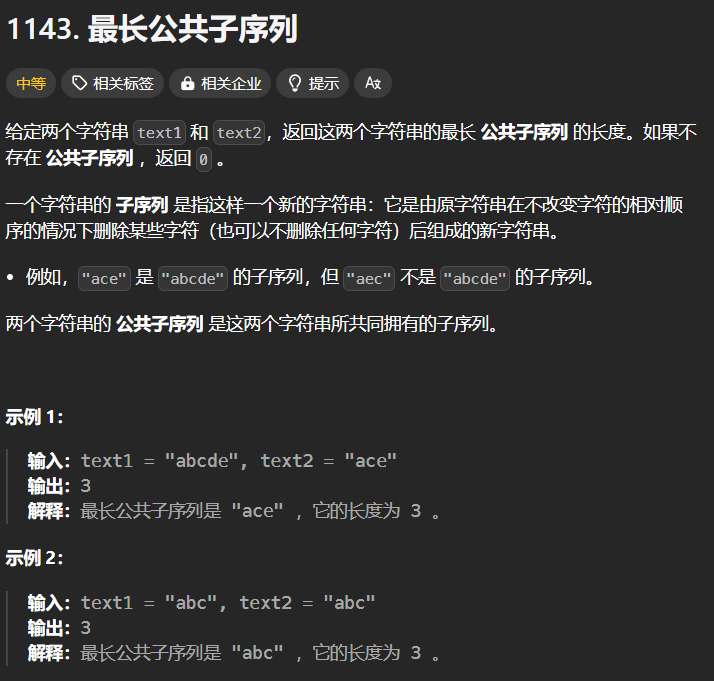 1143. 最长公共子序列
中等 相关标签 相关企业 提示
给定两个字符串 text1 和 text2，返回这两个字符串的最长 公共子序列 的长度。如果不
存在 公共子序列 ，返回 0 。
一个字符串的 子序列 是指这样一个新的字符串：它是由原字符串在不改变字符的相对顺
序的情况下删除某些字符（也可以不删除任何字符）后组成的新字符串。
• 例如，"ace" 是 "abcde" 的子序列，但 "aec" 不是 "abcde" 的子序列。
两个字符串的 公共子序列 是这两个字符串所共同拥有的子序列。
示例 1：
输入：text1 = "abcde", text2 = "ace"
输出：3
解释：最长公共子序列是 "ace" ，它的长度为 3 。
示例 2：
输入：text1 = "abc", text2 = "abc"
输出：3
解释：最长公共子序列是 "abc" ，它的长度为 3 。